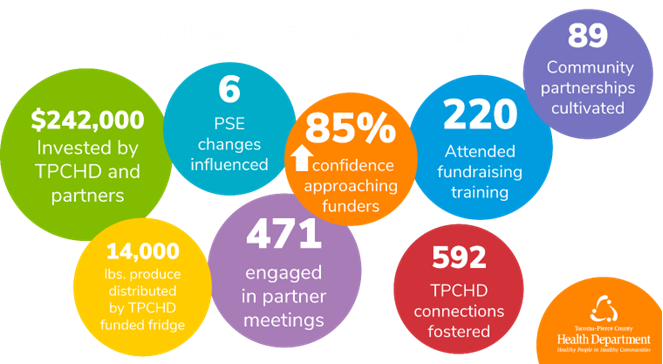 $242,000
Invested by
TPCHD and
partners
6
PSE
changes
influenced
85%
confidence
approaching
funders
220
Attended
fundraising
training
89
Community
partnerships
cultivated
14,000
lbs. produce
distributed
by TPCHD
funded fridge
471
engaged
in partner
meetings
592
TPCHD
connections
fostered
Tacoma-Pierce County
Health Department
Healthy People in Healthy Communities